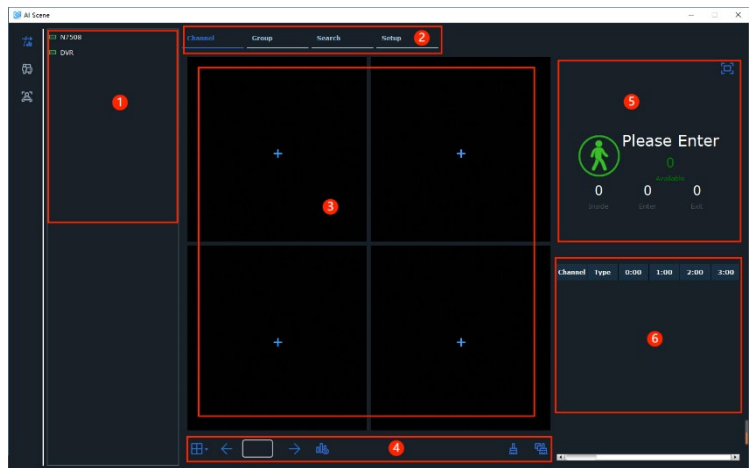 AI Scene
N750B
DVR
1
Channel Group Search Setup 2
3
4
5
Please Enter
0
Available
0 0 0
Inside Enter Exit
Channel Type 0:00 1:00 2:00 3:00
6